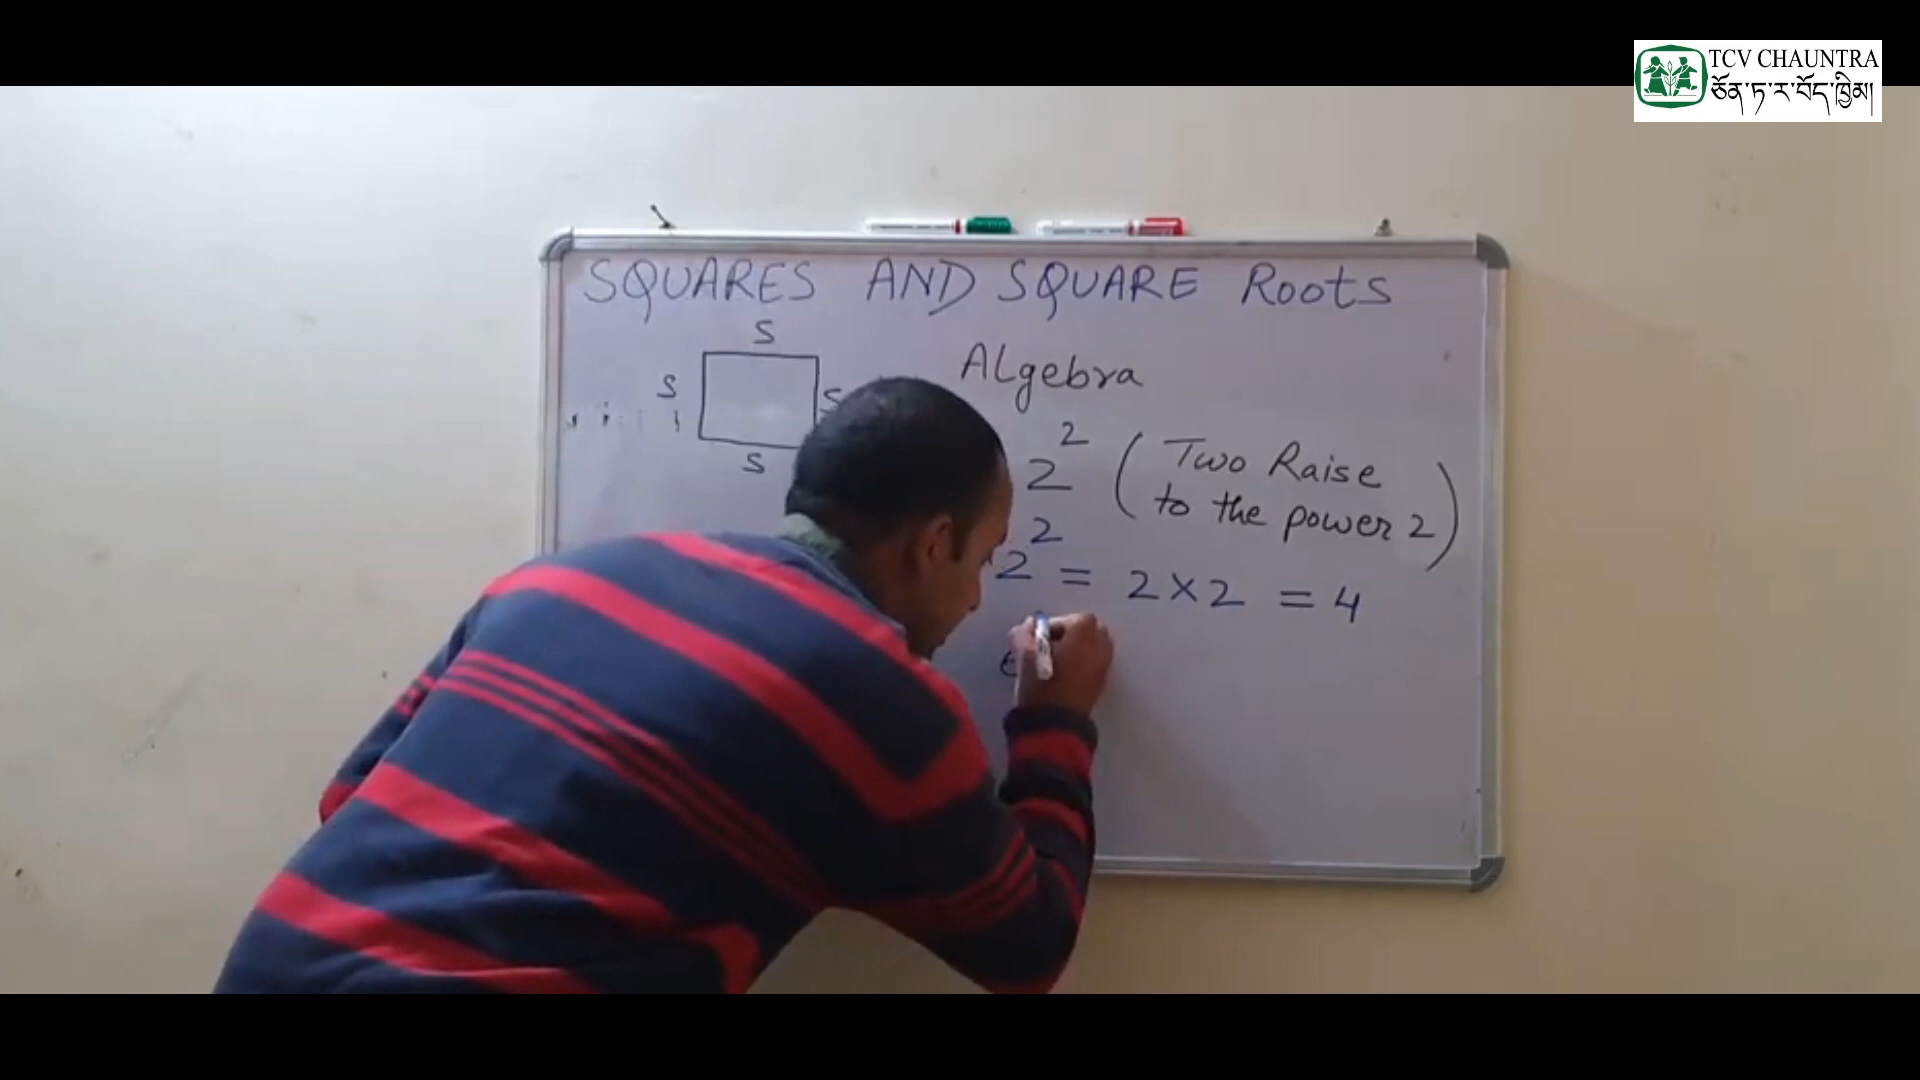 TCV CHAUNTRA
ཅོན་ཏ་ར་བོད་ཁྱིམ།
SQUARES AND SQUARE Roots
S
S
S
S
Algebra
2² (Two Raise
to the power 2)
2² = 2×2 = 4